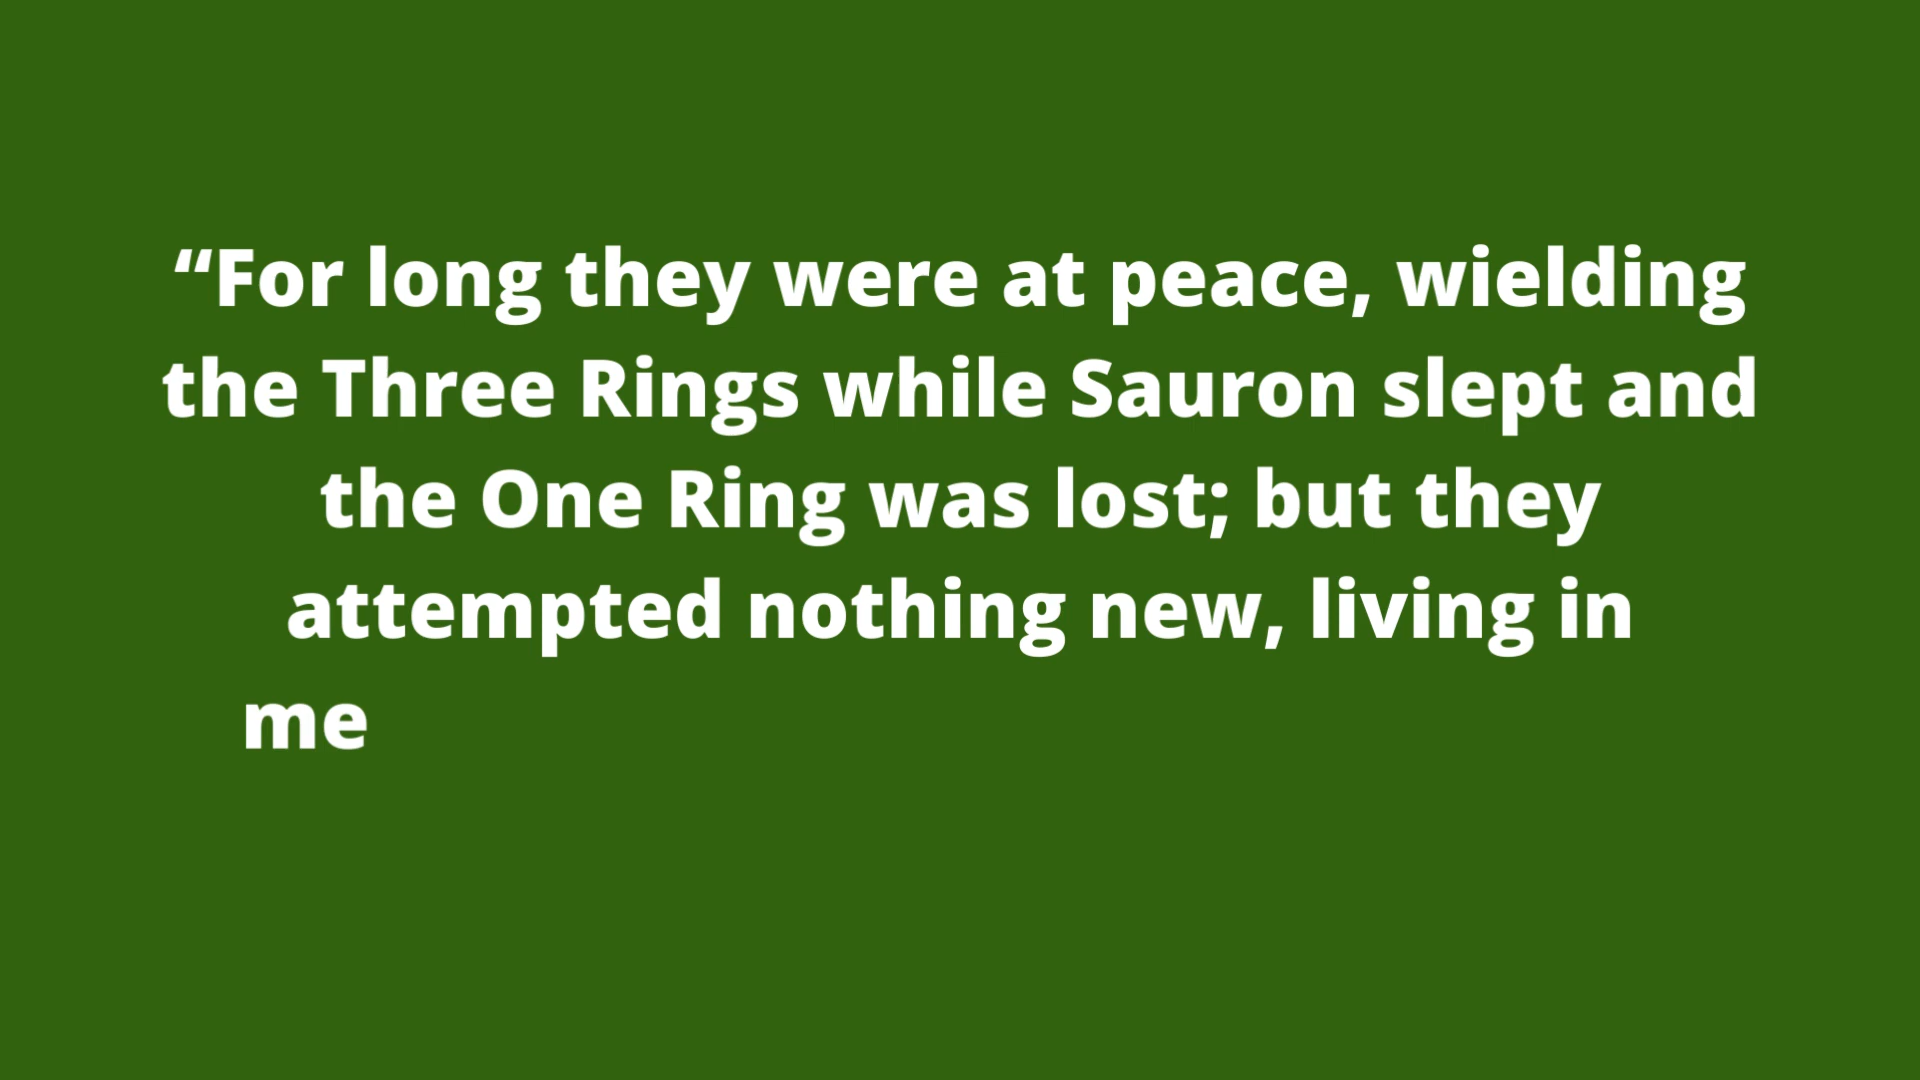 “For long they were at peace, wielding
the Three Rings while Sauron slept and
the One Ring was lost; but they
attempted nothing new, living in
me